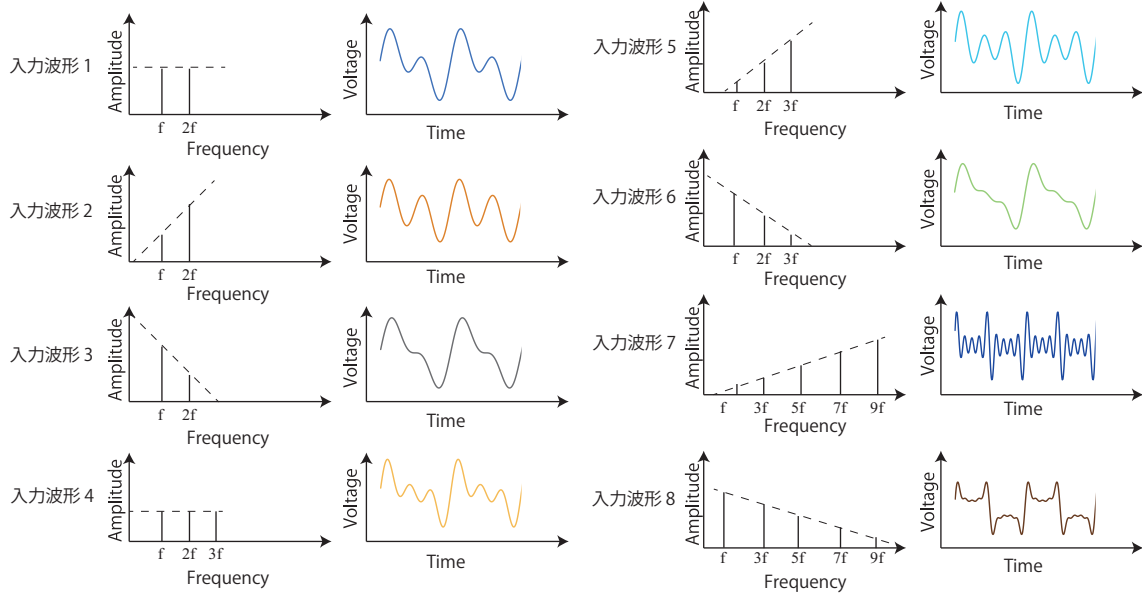 入力波形 1
Amplitude
f 2f
Frequency
Voltage
Time
入力波形 2
Amplitude
f 2f
Frequency
Voltage
Time
入力波形 3
Amplitude
f 2f
Frequency
Voltage
Time
入力波形 4
Amplitude
f 2f 3f
Frequency
Voltage
Time
入力波形 5
Amplitude
f 2f 3f
Frequency
Voltage
Time
入力波形 6
Amplitude
f 2f 3f
Frequency
Voltage
Time
入力波形 7
Amplitude
f 3f 5f 7f 9f
Frequency
Voltage
Time
入力波形 8
Amplitude
f 3f 5f 7f 9f
Frequency
Voltage
Time